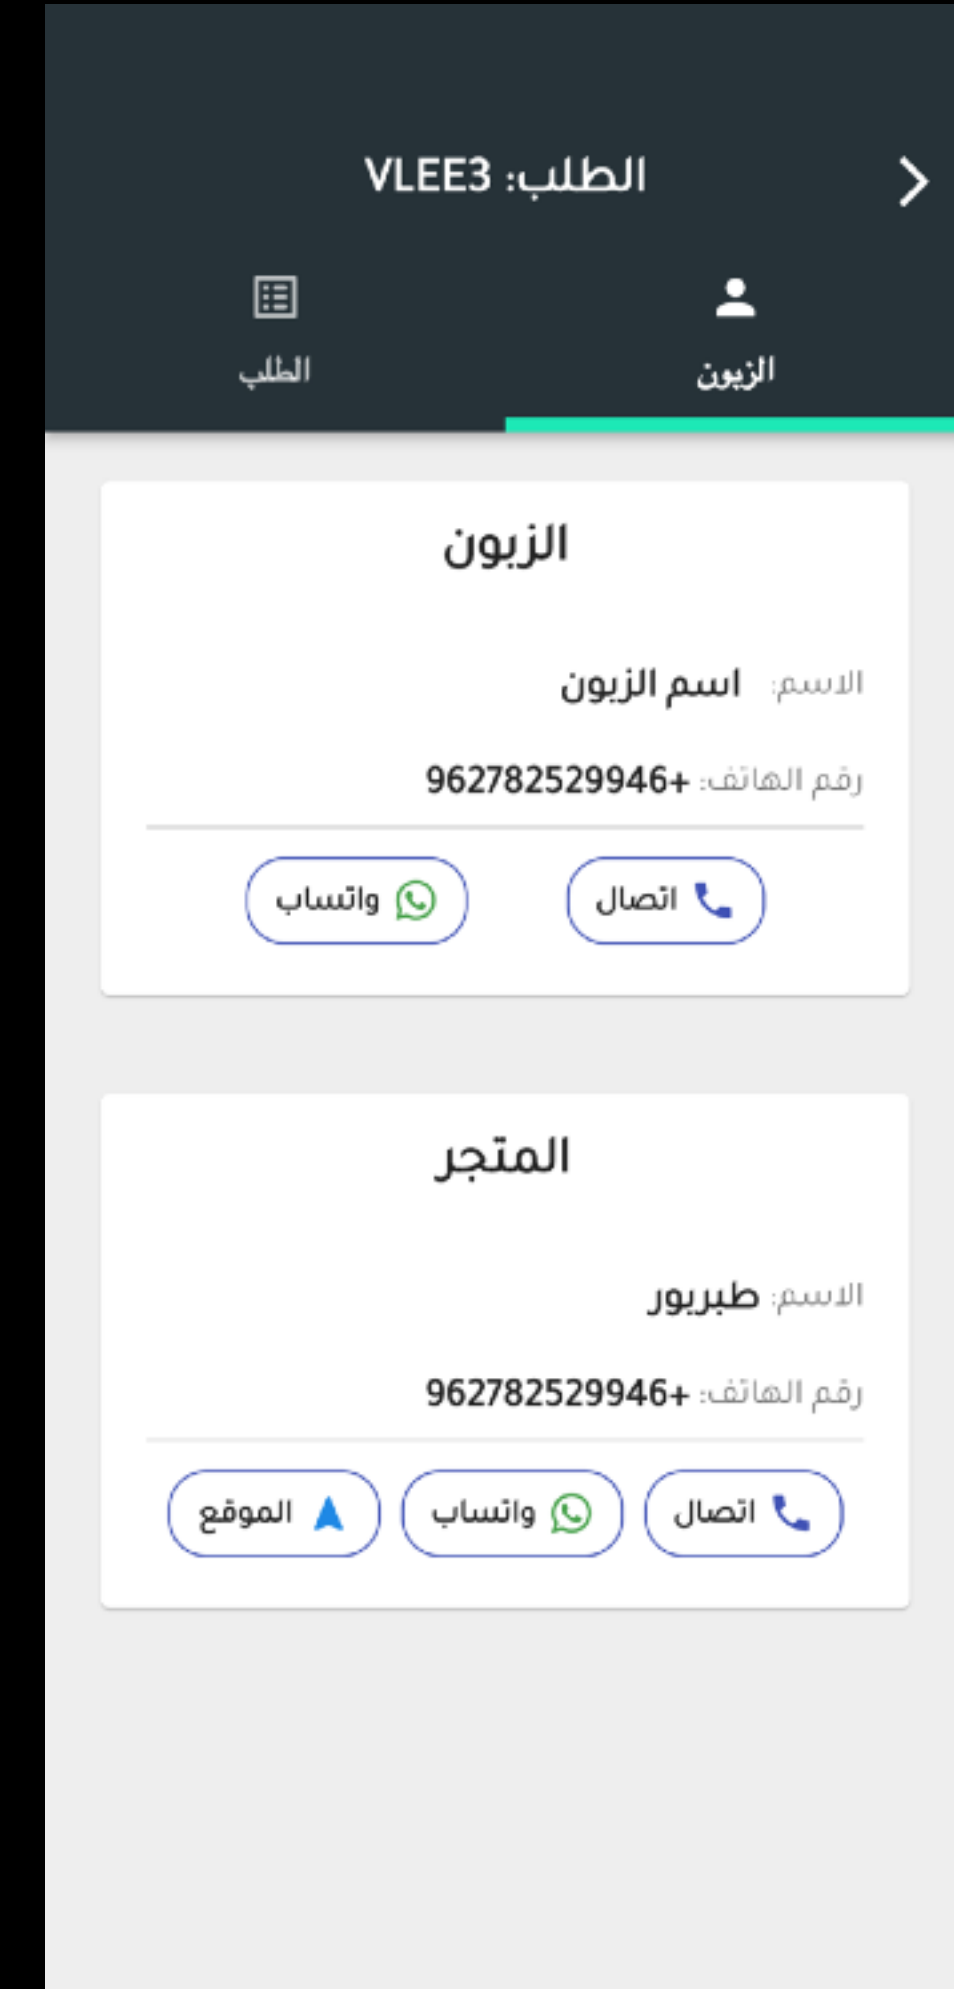 الطلب: VLEE3
الزبون
الطلب
الزبون
الاسم: اسم الزبون
رقم الهاتف: +962782529946
اتصال
واتساب
المتجر
الاسم: طبربور
رقم الهاتف: +962782529946
اتصال
واتساب
الموقع